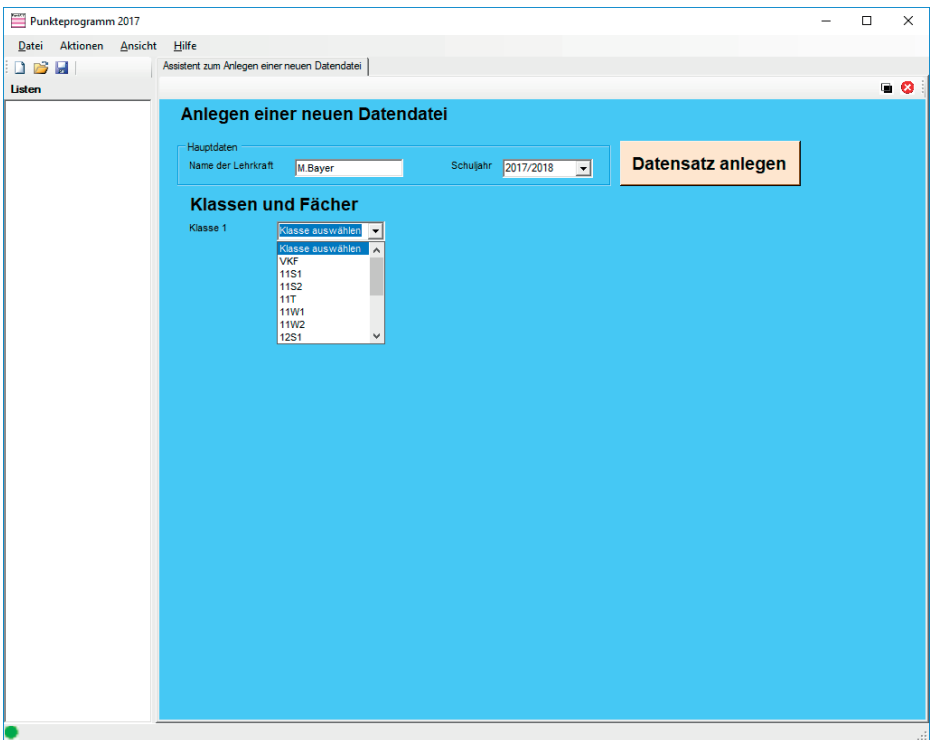 Punkteprogramm 2017
Datei Aktionen Ansicht Hilfe
Assistent zum Anlegen einer neuen Datendatei
Listen
Anlegen einer neuen Datendatei
Hauptdaten
Name der Lehrkraft M.Bayer Schuljahr 2017/2018
Datensatz anlegen
Klassen und Fächer
Klasse 1 Klasse auswählen
Klasse auswählen
VKF
11S1
11S2
11T
11W1
11W2
12S1